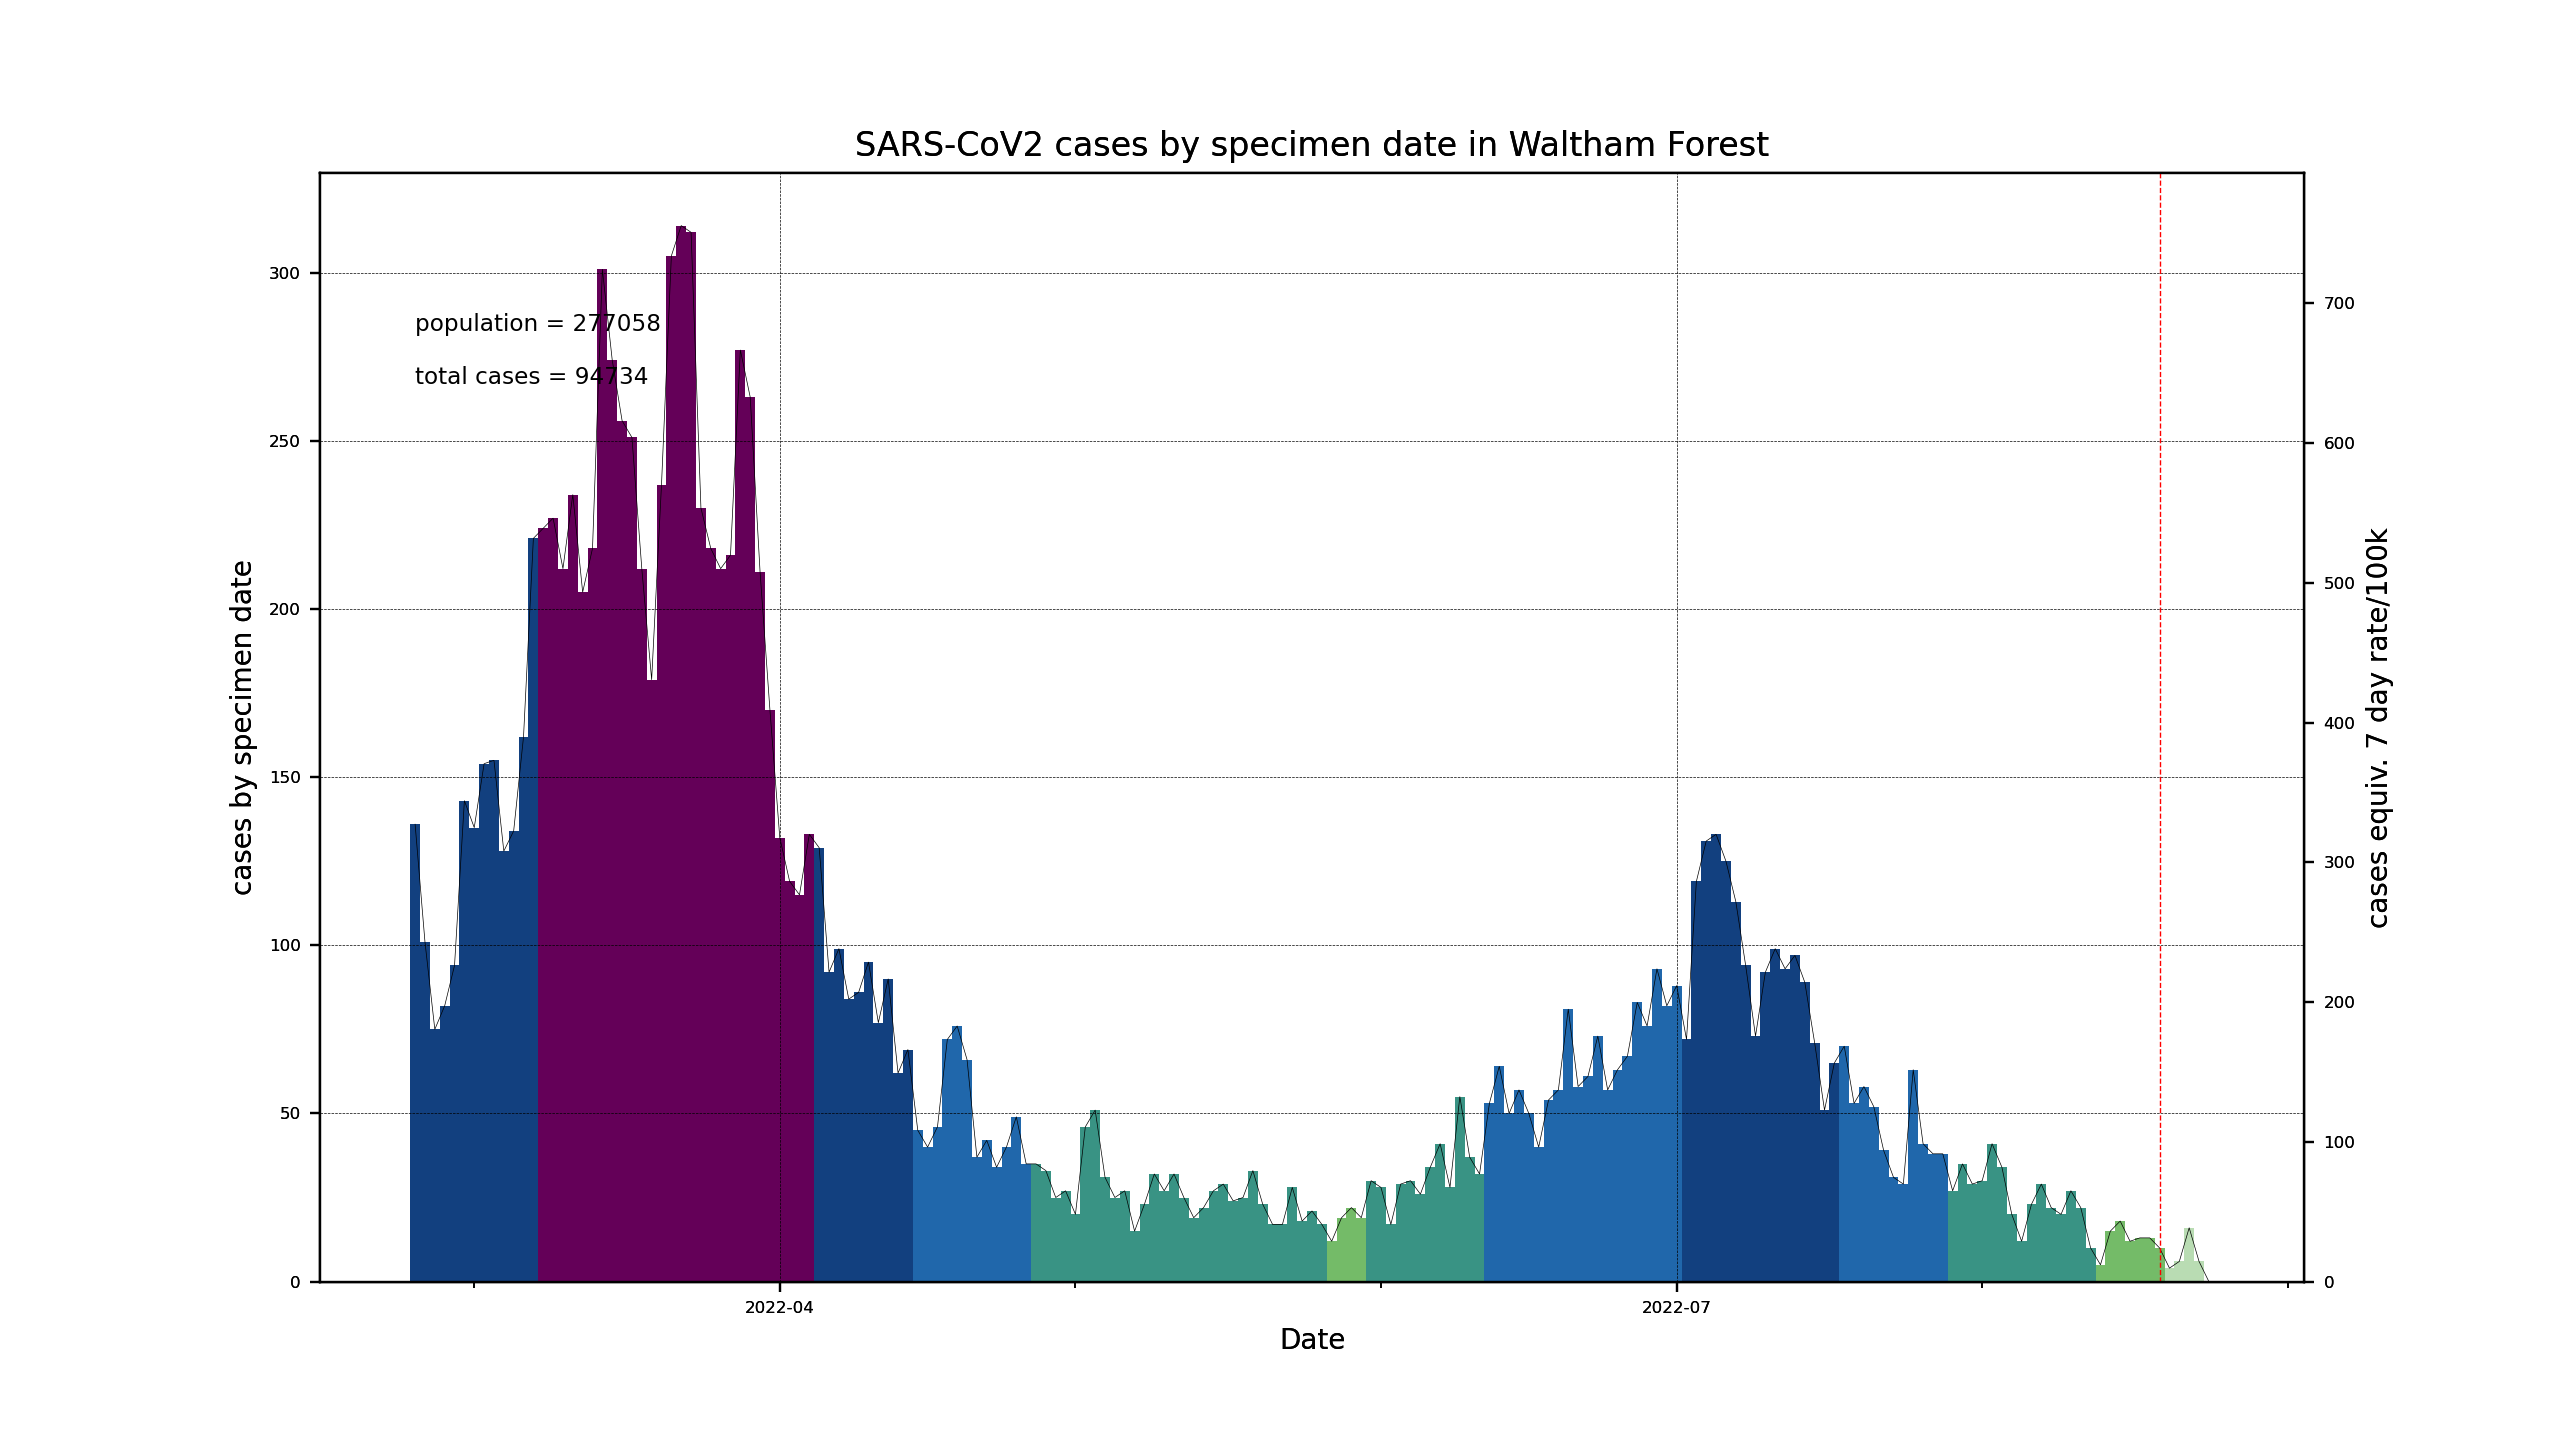 SARS-CoV2 cases by specimen date in Waltham Forest
population = 277058
total cases = 94734
cases by specimen date
300
250
200
150
100
50
0
700
600
500
400
300
200
100
0
cases equiv. 7 day rate/100k
2022-04
2022-07
Date